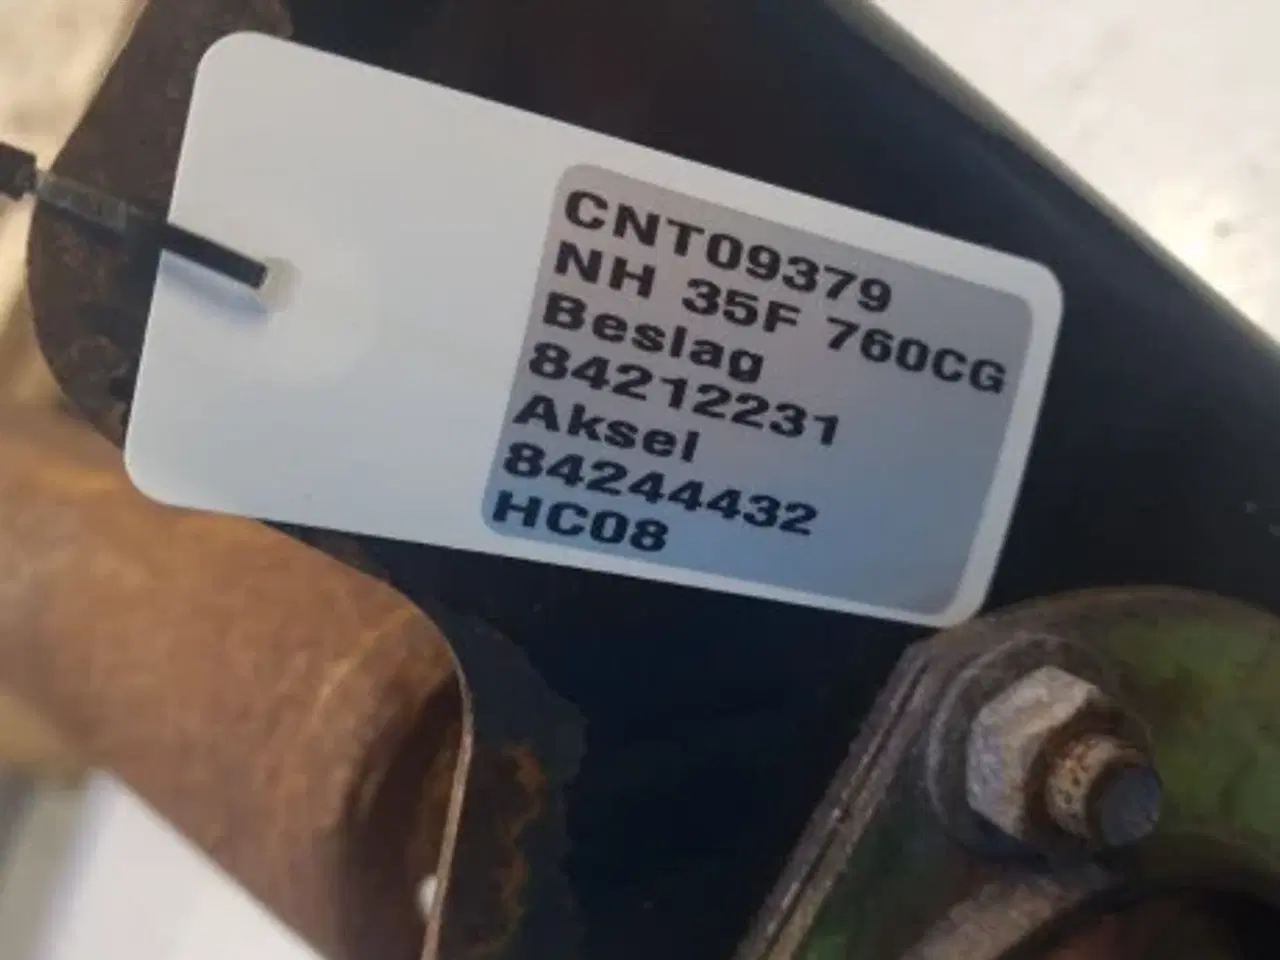 CNT09379
NH 35F 760CG
Beslag
84212231
Aksel
84244432
HC08